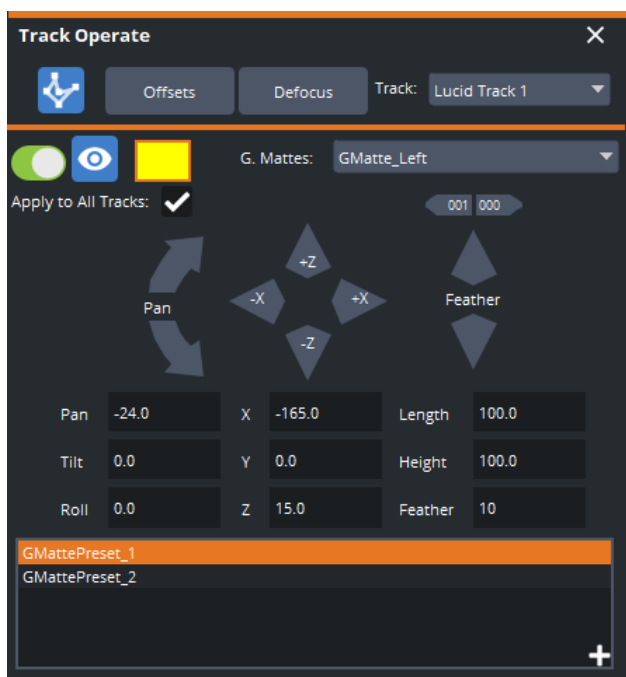 Track Operate
Offsets Defocus Track: Lucid Track 1
G. Mattes: GMatte_Left
Apply to All Tracks:
001 000
+Z
-X +X
Pan Feather
-Z
Pan -24.0 X -165.0 Length 100.0
Tilt 0.0 Y 0.0 Height 100.0
Roll 0.0 Z 15.0 Feather 10
GMattePreset_1
GMattePreset_2